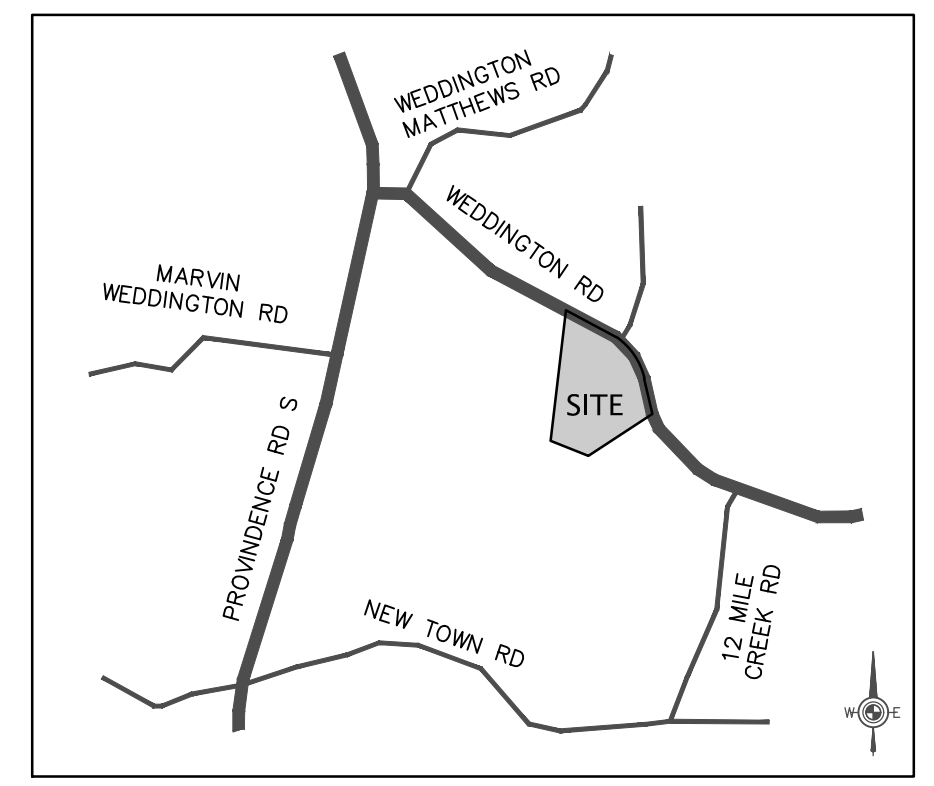 WEDDINGTON
MATTHEWS RD
WEDDINGTON RD
MARVIN
WEDDINGTON RD
SITE
PROVINDENCE RD S
NEW TOWN RD
12 MILE
CREEK RD
W E